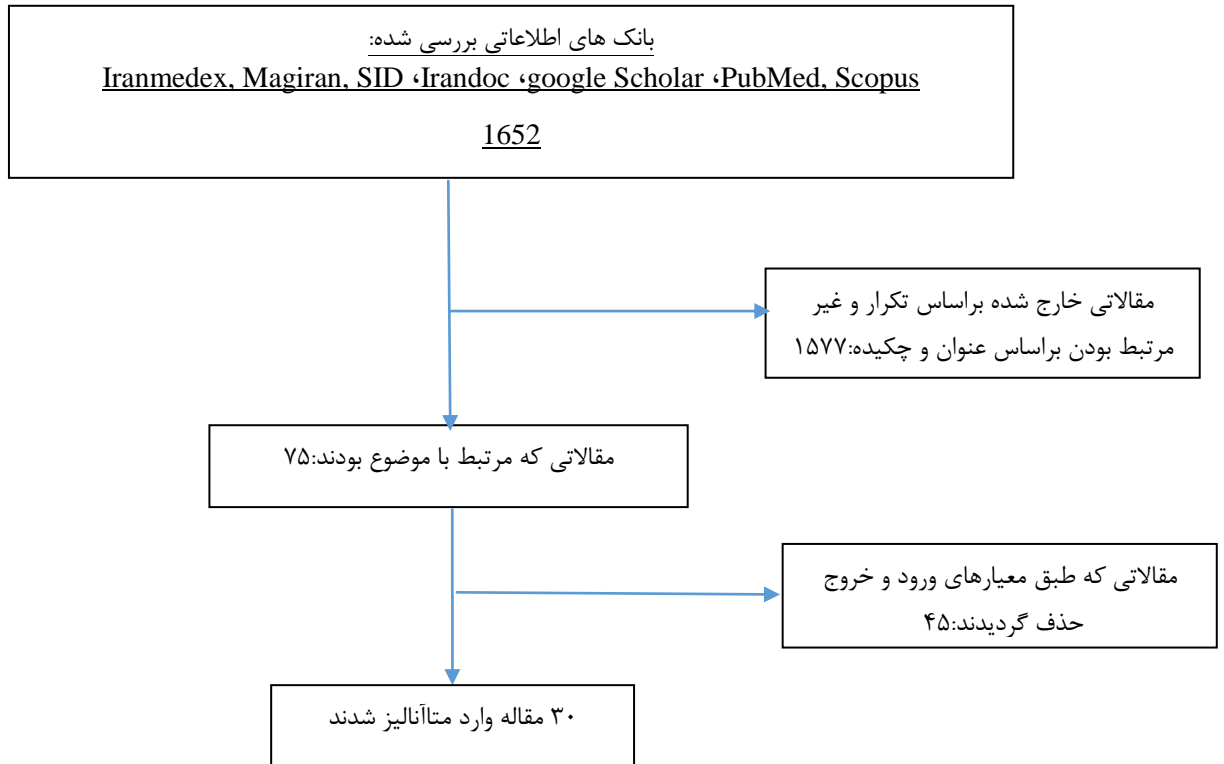 بانک های اطلاعاتی بررسی شده:
Iranmedex, Magiran, SID ،Irandoc ،google Scholar ،PubMed, Scopus
1652
مقالاتی خارج شده براساس تکرار و غیر
مرتبط بودن براساس عنوان و چکیده:۱۵۷۷
مقالاتی که مرتبط با موضوع بودند:۷۵
مقالاتی که طبق معیارهای ورود و خروج
حذف گردیدند:۴۵
۳۰ مقاله وارد متاآنالیز شدند